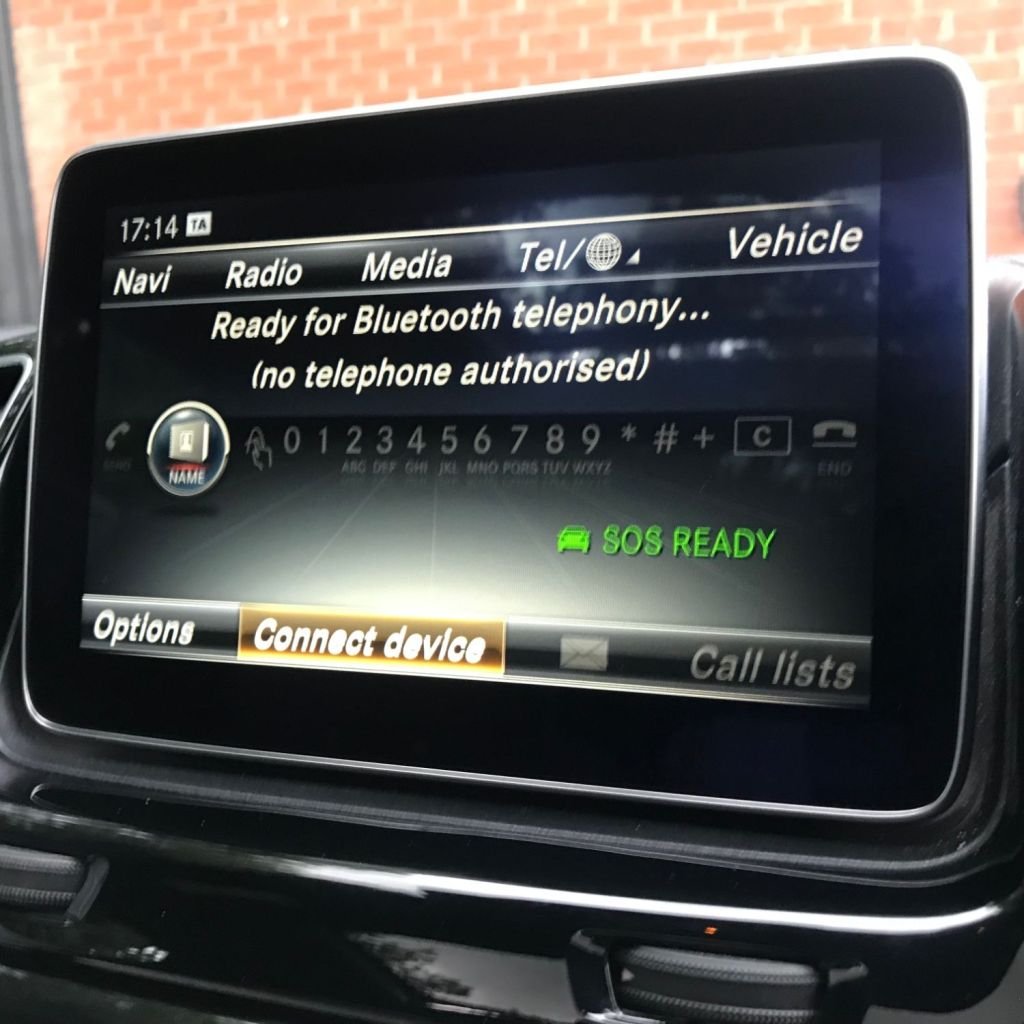 17:14 TA
Navi Radio Media Tel/ Vehicle
Ready for Bluetooth telephony...
(no telephone authorised)
0 1 2 3 4 5 6 7 8 9 * # + C
SEND NAME ABC DEF GHI JKL MNO PQRS TUV WXYZ END
SOS READY
Options Connect device Call lists